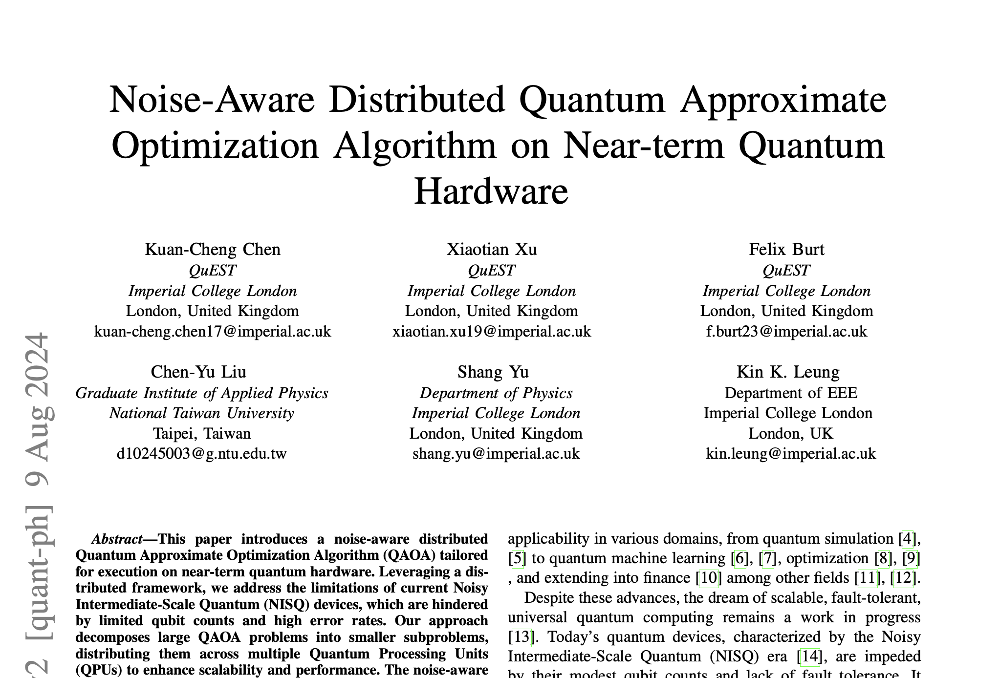 Noise-Aware Distributed Quantum Approximate
Optimization Algorithm on Near-term Quantum
Hardware
Kuan-Cheng Chen
QuEST
Imperial College London
London, United Kingdom
kuan-cheng.chen17@imperial.ac.uk
Xiaotian Xu
QuEST
Imperial College London
London, United Kingdom
xiaotian.xu19@imperial.ac.uk
Felix Burt
QuEST
Imperial College London
London, United Kingdom
f.burt23@imperial.ac.uk
Chen-Yu Liu
Graduate Institute of Applied Physics
National Taiwan University
Taipei, Taiwan
d10245003@g.ntu.edu.tw
Shang Yu
Department of Physics
Imperial College London
London, United Kingdom
shang.yu@imperial.ac.uk
Kin K. Leung
Department of EEE
Imperial College London
London, UK
kin.leung@imperial.ac.uk
v2 [quant-ph] 9 Aug 2024
Abstract—This paper introduces a noise-aware distributed
Quantum Approximate Optimization Algorithm (QAOA) tailored
for execution on near-term quantum hardware. Leveraging a dis-
tributed framework, we address the limitations of current Noisy
Intermediate-Scale Quantum (NISQ) devices, which are hindered
by limited qubit counts and high error rates. Our approach
decomposes large QAOA problems into smaller subproblems,
distributing them across multiple Quantum Processing Units
(QPUs) to enhance scalability and performance. The noise-aware
applicability in various domains, from quantum simulation [4],
[5] to quantum machine learning [6], [7], optimization [8], [9]
, and extending into finance [10] among other fields [11], [12].
Despite these advances, the dream of scalable, fault-tolerant,
universal quantum computing remains a work in progress
[13]. Today's quantum devices, characterized by the Noisy
Intermediate-Scale Quantum (NISQ) era [14], are impeded
by their modest qubit counts and lack of fault tolerance. It